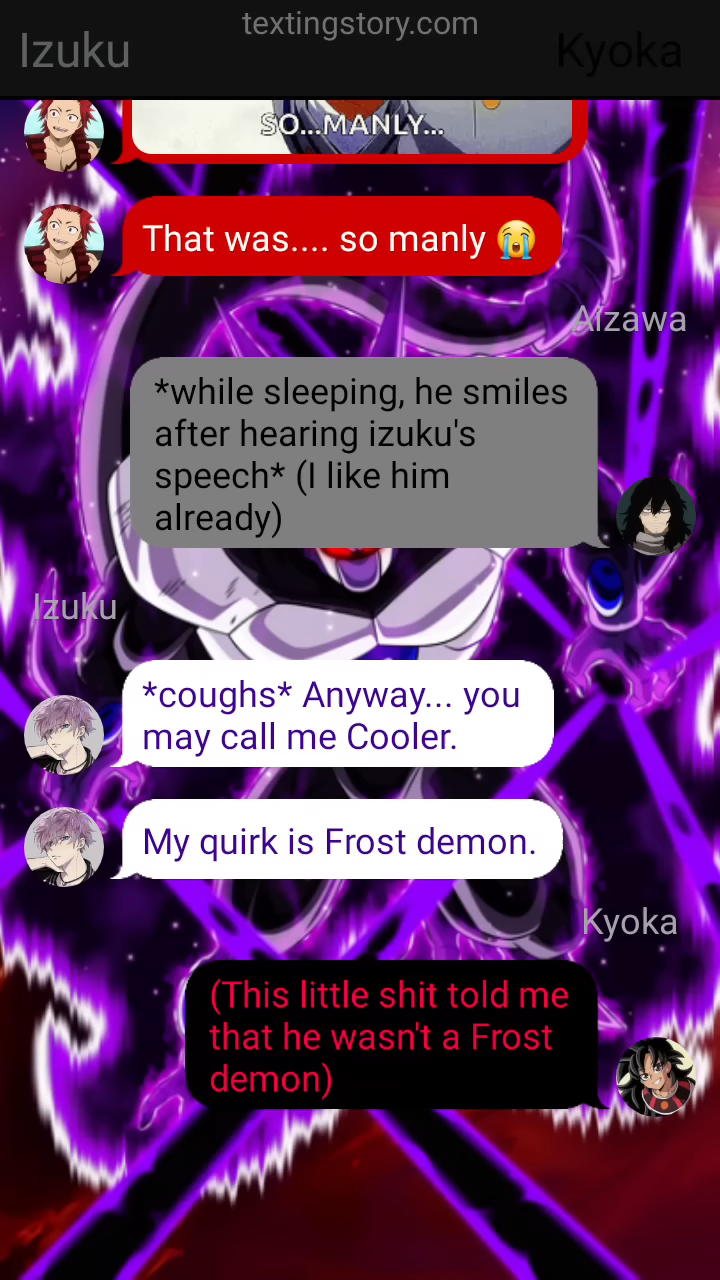 textingstory.com
Izuku
Kyoka
SO...MANLY...
That was.... so manly 😭
Aizawa
*while sleeping, he smiles
after hearing izuku's
speech* (I like him
already)
Izuku
*coughs* Anyway... you
may call me Cooler.
My quirk is Frost demon.
Kyoka
(This little shit told me
that he wasn't a Frost
demon)